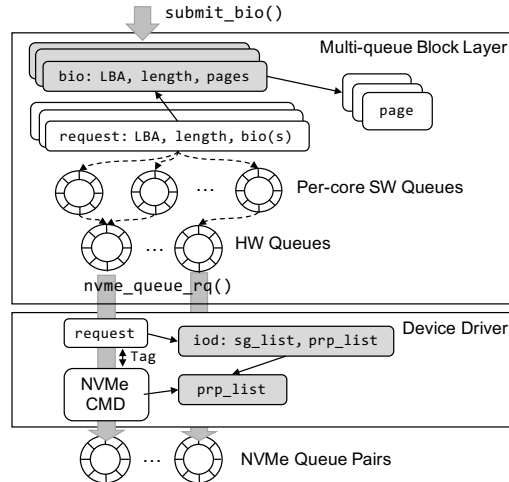 submit_bio()
Multi-queue Block Layer
bio: LBA, length, pages
page
request: LBA, length, bio(s)
...
Per-core SW Queues
...
HW Queues
nvme_queue_rq()
Device Driver
request
iod: sg_list, prp_list
Tag
NVMe
CMD
prp_list
...
NVMe Queue Pairs